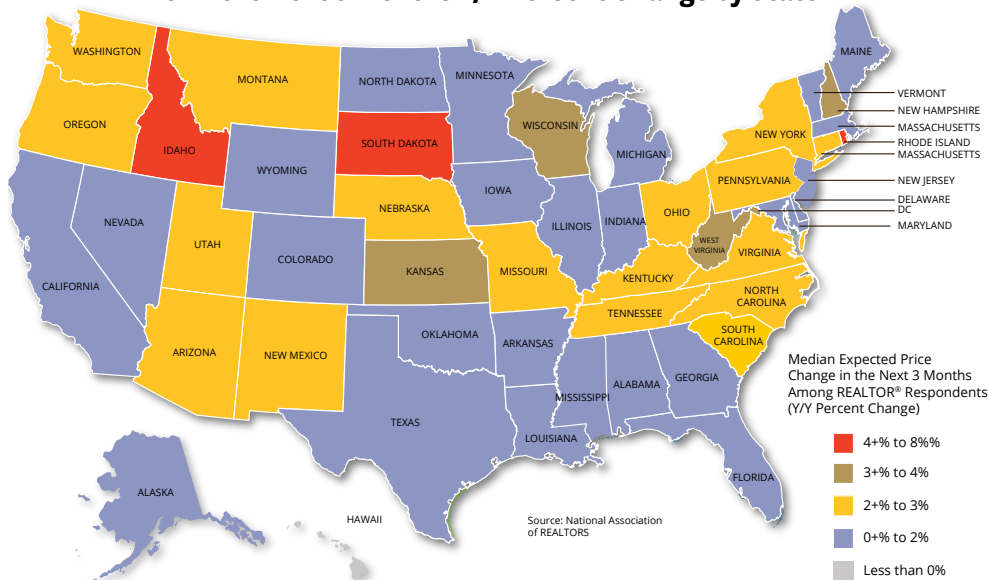 WASHINGTON
MAINE
MONTANA
NORTH DAKOTA
MINNESOTA
VERMONT
NEW HAMPSHIRE
OREGON
WISCONSIN
MASSACHUSETTS
NEW YORK
RHODE ISLAND
IDAHO
SOUTH DAKOTA
MICHIGAN
MASSACHUSETTS
WYOMING
PENNSYLVANIA
NEW JERSEY
IOWA
NEBRASKA
DELAWARE
DC
NEVADA
ILLINOIS
INDIANA
OHIO
MARYLAND
UTAH
WEST
VIRGINIA
VIRGINIA
COLORADO
KANSAS
MISSOURI
KENTUCKY
CALIFORNIA
NORTH
CAROLINA
TENNESSEE
OKLAHOMA
SOUTH
CAROLINA
ARKANSAS
ARIZONA
NEW MEXICO
Median Expected Price
Change in the Next 3 Months
Among REALTOR® Respondents
(Y/Y Percent Change)
GEORGIA
ALABAMA
MISSISSIPPI
TEXAS
LOUISIANA
4+% to 8%%
3+% to 4%
FLORIDA
ALASKA
2+% to 3%
HAWAII
Source: National Association
of REALTORS
0+% to 2%
Less than 0%